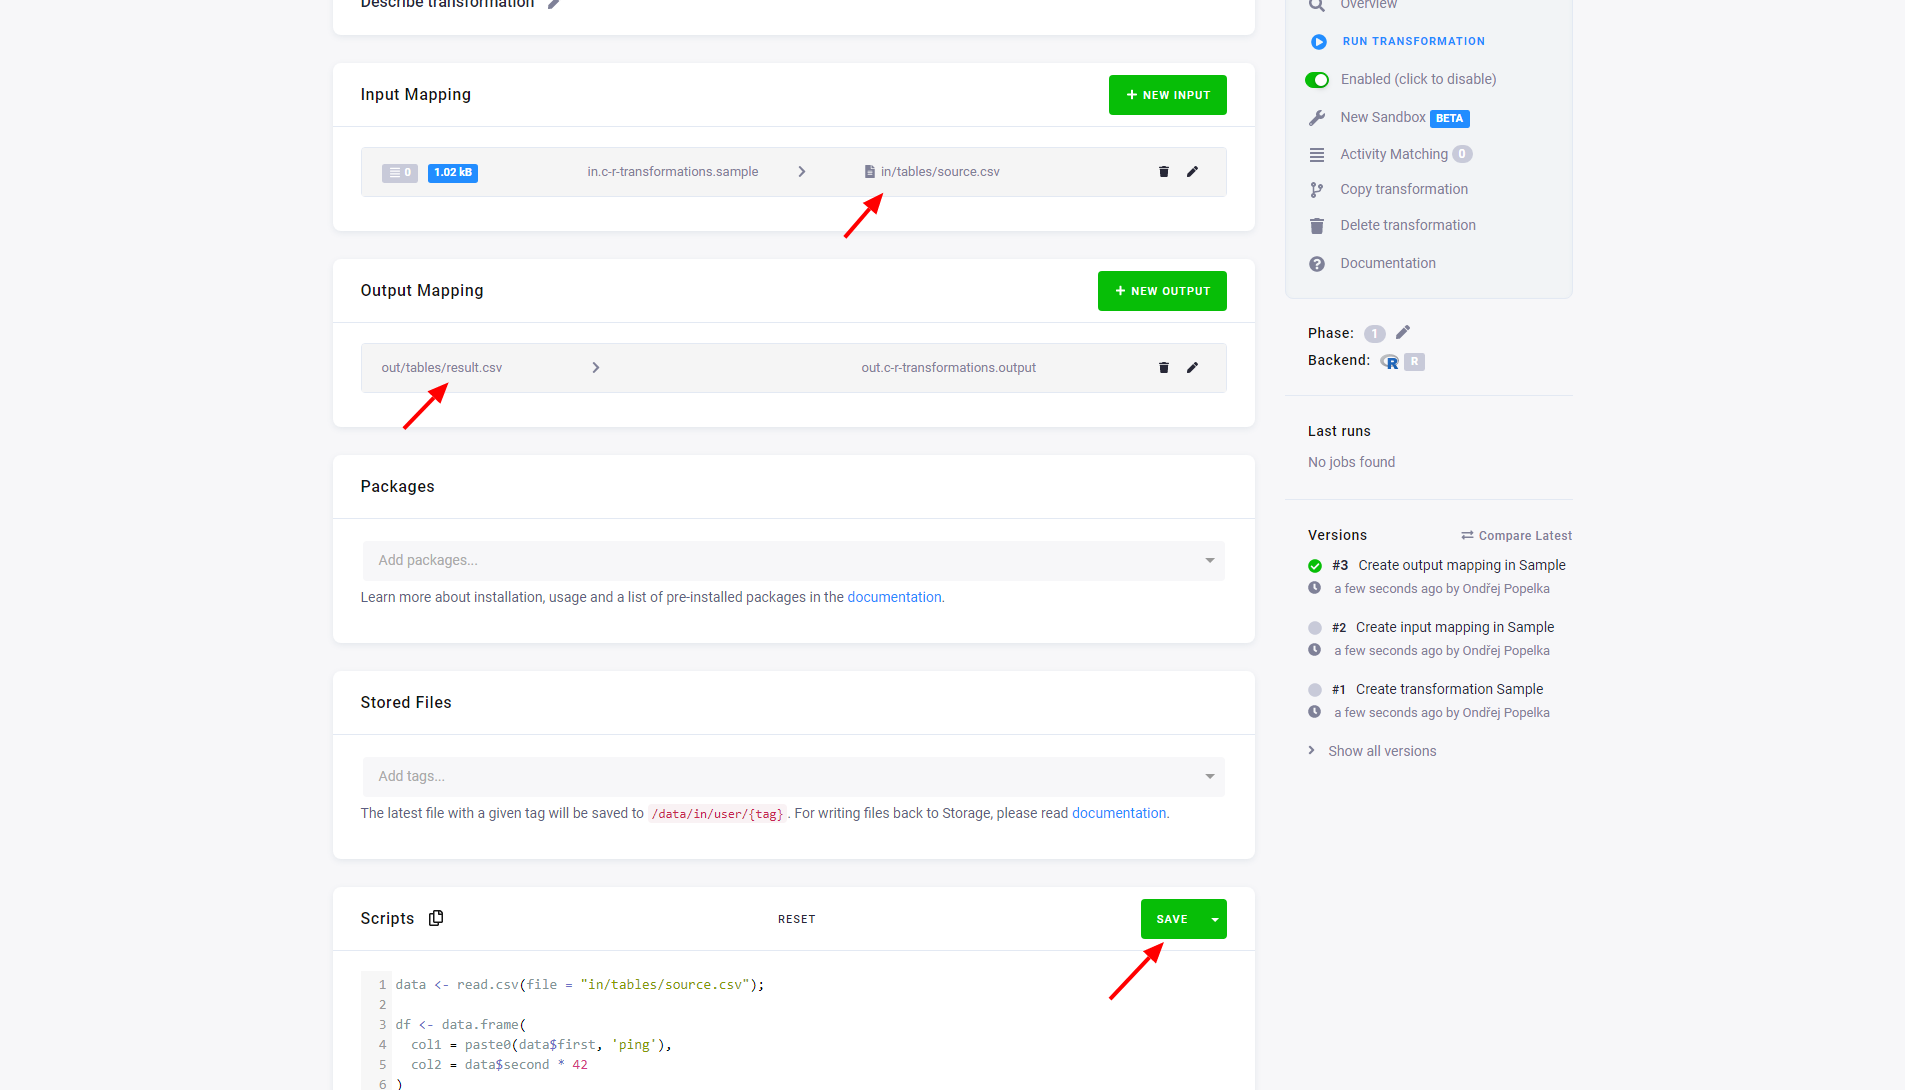 Describe transformation
Input Mapping
+ NEW INPUT
0 1.02 kB in.c-r-transformations.sample > in/tables/source.csv
Output Mapping
+ NEW OUTPUT
out/tables/result.csv > out.c-r-transformations.output
Packages
Add packages...
Learn more about installation, usage and a list of pre-installed packages in the documentation.
Stored Files
Add tags...
The latest file with a given tag will be saved to /data/in/user/{tag} . For writing files back to Storage, please read documentation.
Scripts
RESET
SAVE
1 data <- read.csv(file = "in/tables/source.csv");
2
3 df <- data.frame(
4 col1 = paste0(data$first, 'ping'),
5 col2 = data$second * 42
6 )
Overview
RUN TRANSFORMATION
Enabled (click to disable)
New Sandbox BETA
Activity Matching 0
Copy transformation
Delete transformation
Documentation
Phase: 1
Backend: R R
Last runs
No jobs found
Versions
Compare Latest
#3 Create output mapping in Sample
a few seconds ago by Ondřej Popelka
#2 Create input mapping in Sample
a few seconds ago by Ondřej Popelka
#1 Create transformation Sample
a few seconds ago by Ondřej Popelka
Show all versions